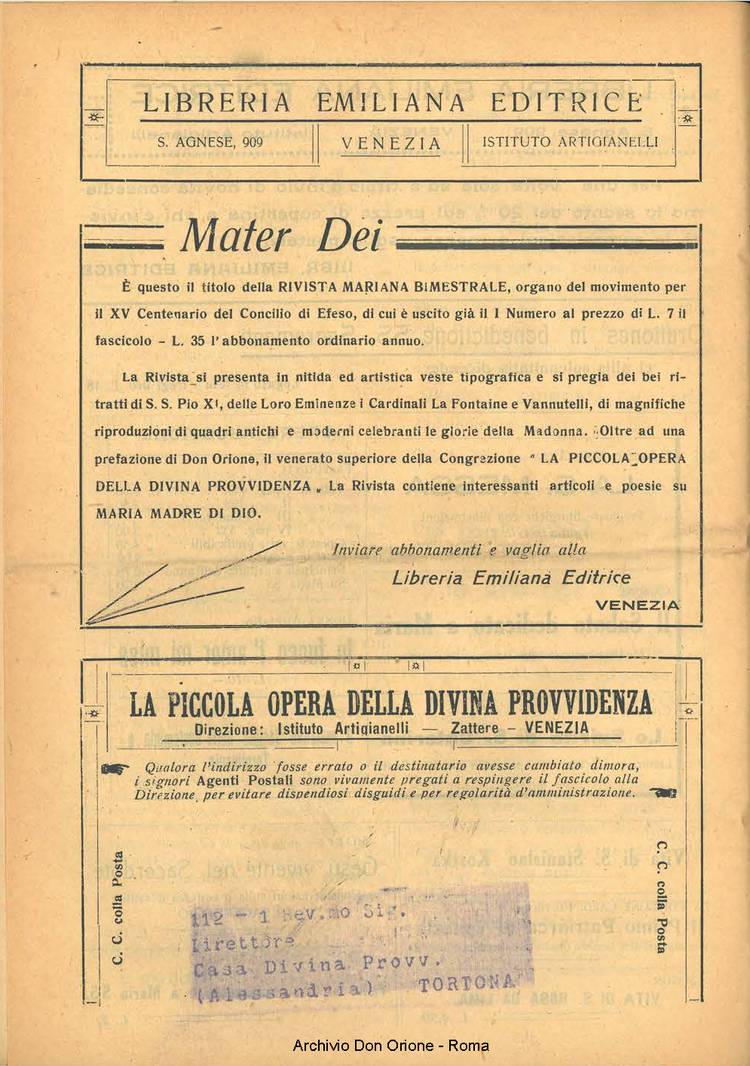 LIBRERIA EMILIANA EDITRICE
S. AGNESE, 909 VENEZIA ISTITUTO ARTIGIANELLI
Mater Dei
È questo il titolo della RIVISTA MARIANA BIMESTRALE, organo del movimento per
il XV Centenario del Concilio di Efeso, di cui è uscito già il I Numero al prezzo di L. 7 il
fascicolo - L. 35 l'abbonamento ordinario annuo.
La Rivista si presenta in nitida ed artistica veste tipografica e si pregia dei bei ri-
tratti di S. S. Pio XI, delle Loro Eminenze i Cardinali La Fontaine e Vannutelli, di magnifiche
riproduzioni di quadri antichi e moderni celebranti le glorie della Madonna. Oltre ad una
prefazione di Don Orione, il venerato superiore della Congrezione " LA PICCOLA OPERA
DELLA DIVINA PROVVIDENZA „ La Rivista contiene interessanti articoli e poesie su
MARIA MADRE DI DIO.
Inviare abbonamenti e vaglia alla
Libreria Emiliana Editrice
VENEZIA
LA PICCOLA OPERA DELLA DIVINA PROVVIDENZA
Direzione: Istituto Artigianelli — Zattere - VENEZIA
Qualora l'indirizzo fosse errato o il destinatario avesse cambiato dimora,
i signori Agenti Postali sono vivamente pregati a respingere il fascicolo alla
Direzione per evitare dispendiosi disguidi e per regolarità d'amministrazione.
C. C. colla Posta
C. C. colla Posta
112 - 1 Rev.mo Sig.
Direttore
Casa Divina Provv.
(Alessandria) TORTONA
Archivio Don Orione - Roma